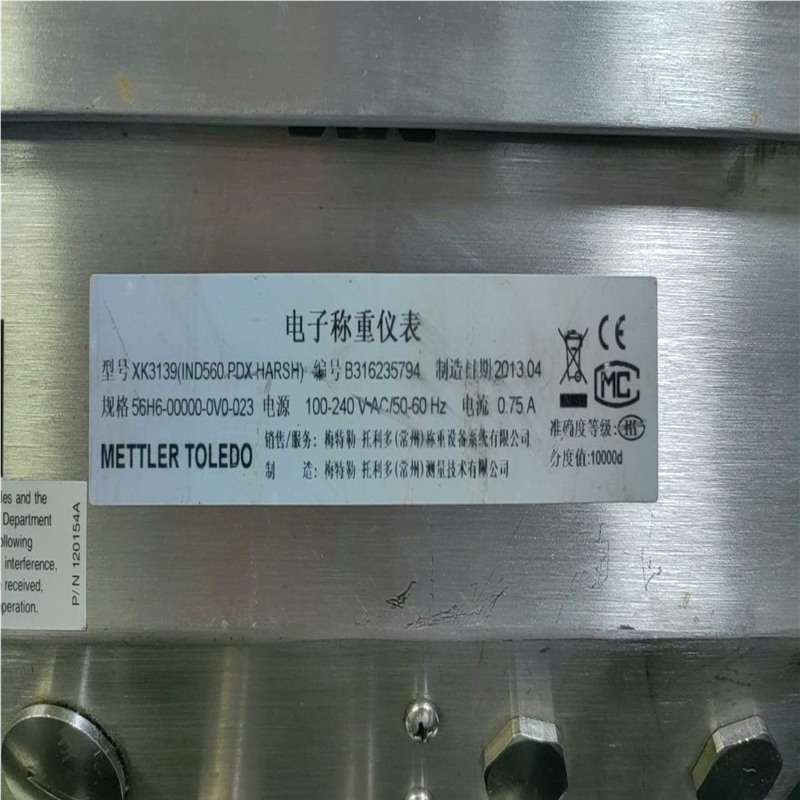 电子称重仪表
型号 XK3139(IND560 PDX HARSH) 编号 B316235794 制造日期 2013.04
规格 56H6-00000-0V0-023 电源 100-240 V~AC/50-60 Hz 电流 0.75 A
METTLER TOLEDO
销售/服务: 梅特勒 托利多(常州)称重设备系统有限公司
制 造: 梅特勒 托利多(常州)测量技术有限公司
CE
MC
准确度等级: III
分度值: 10000d
les and the
Department
ollowing
interference,
received,
peration.
P/N 120154A